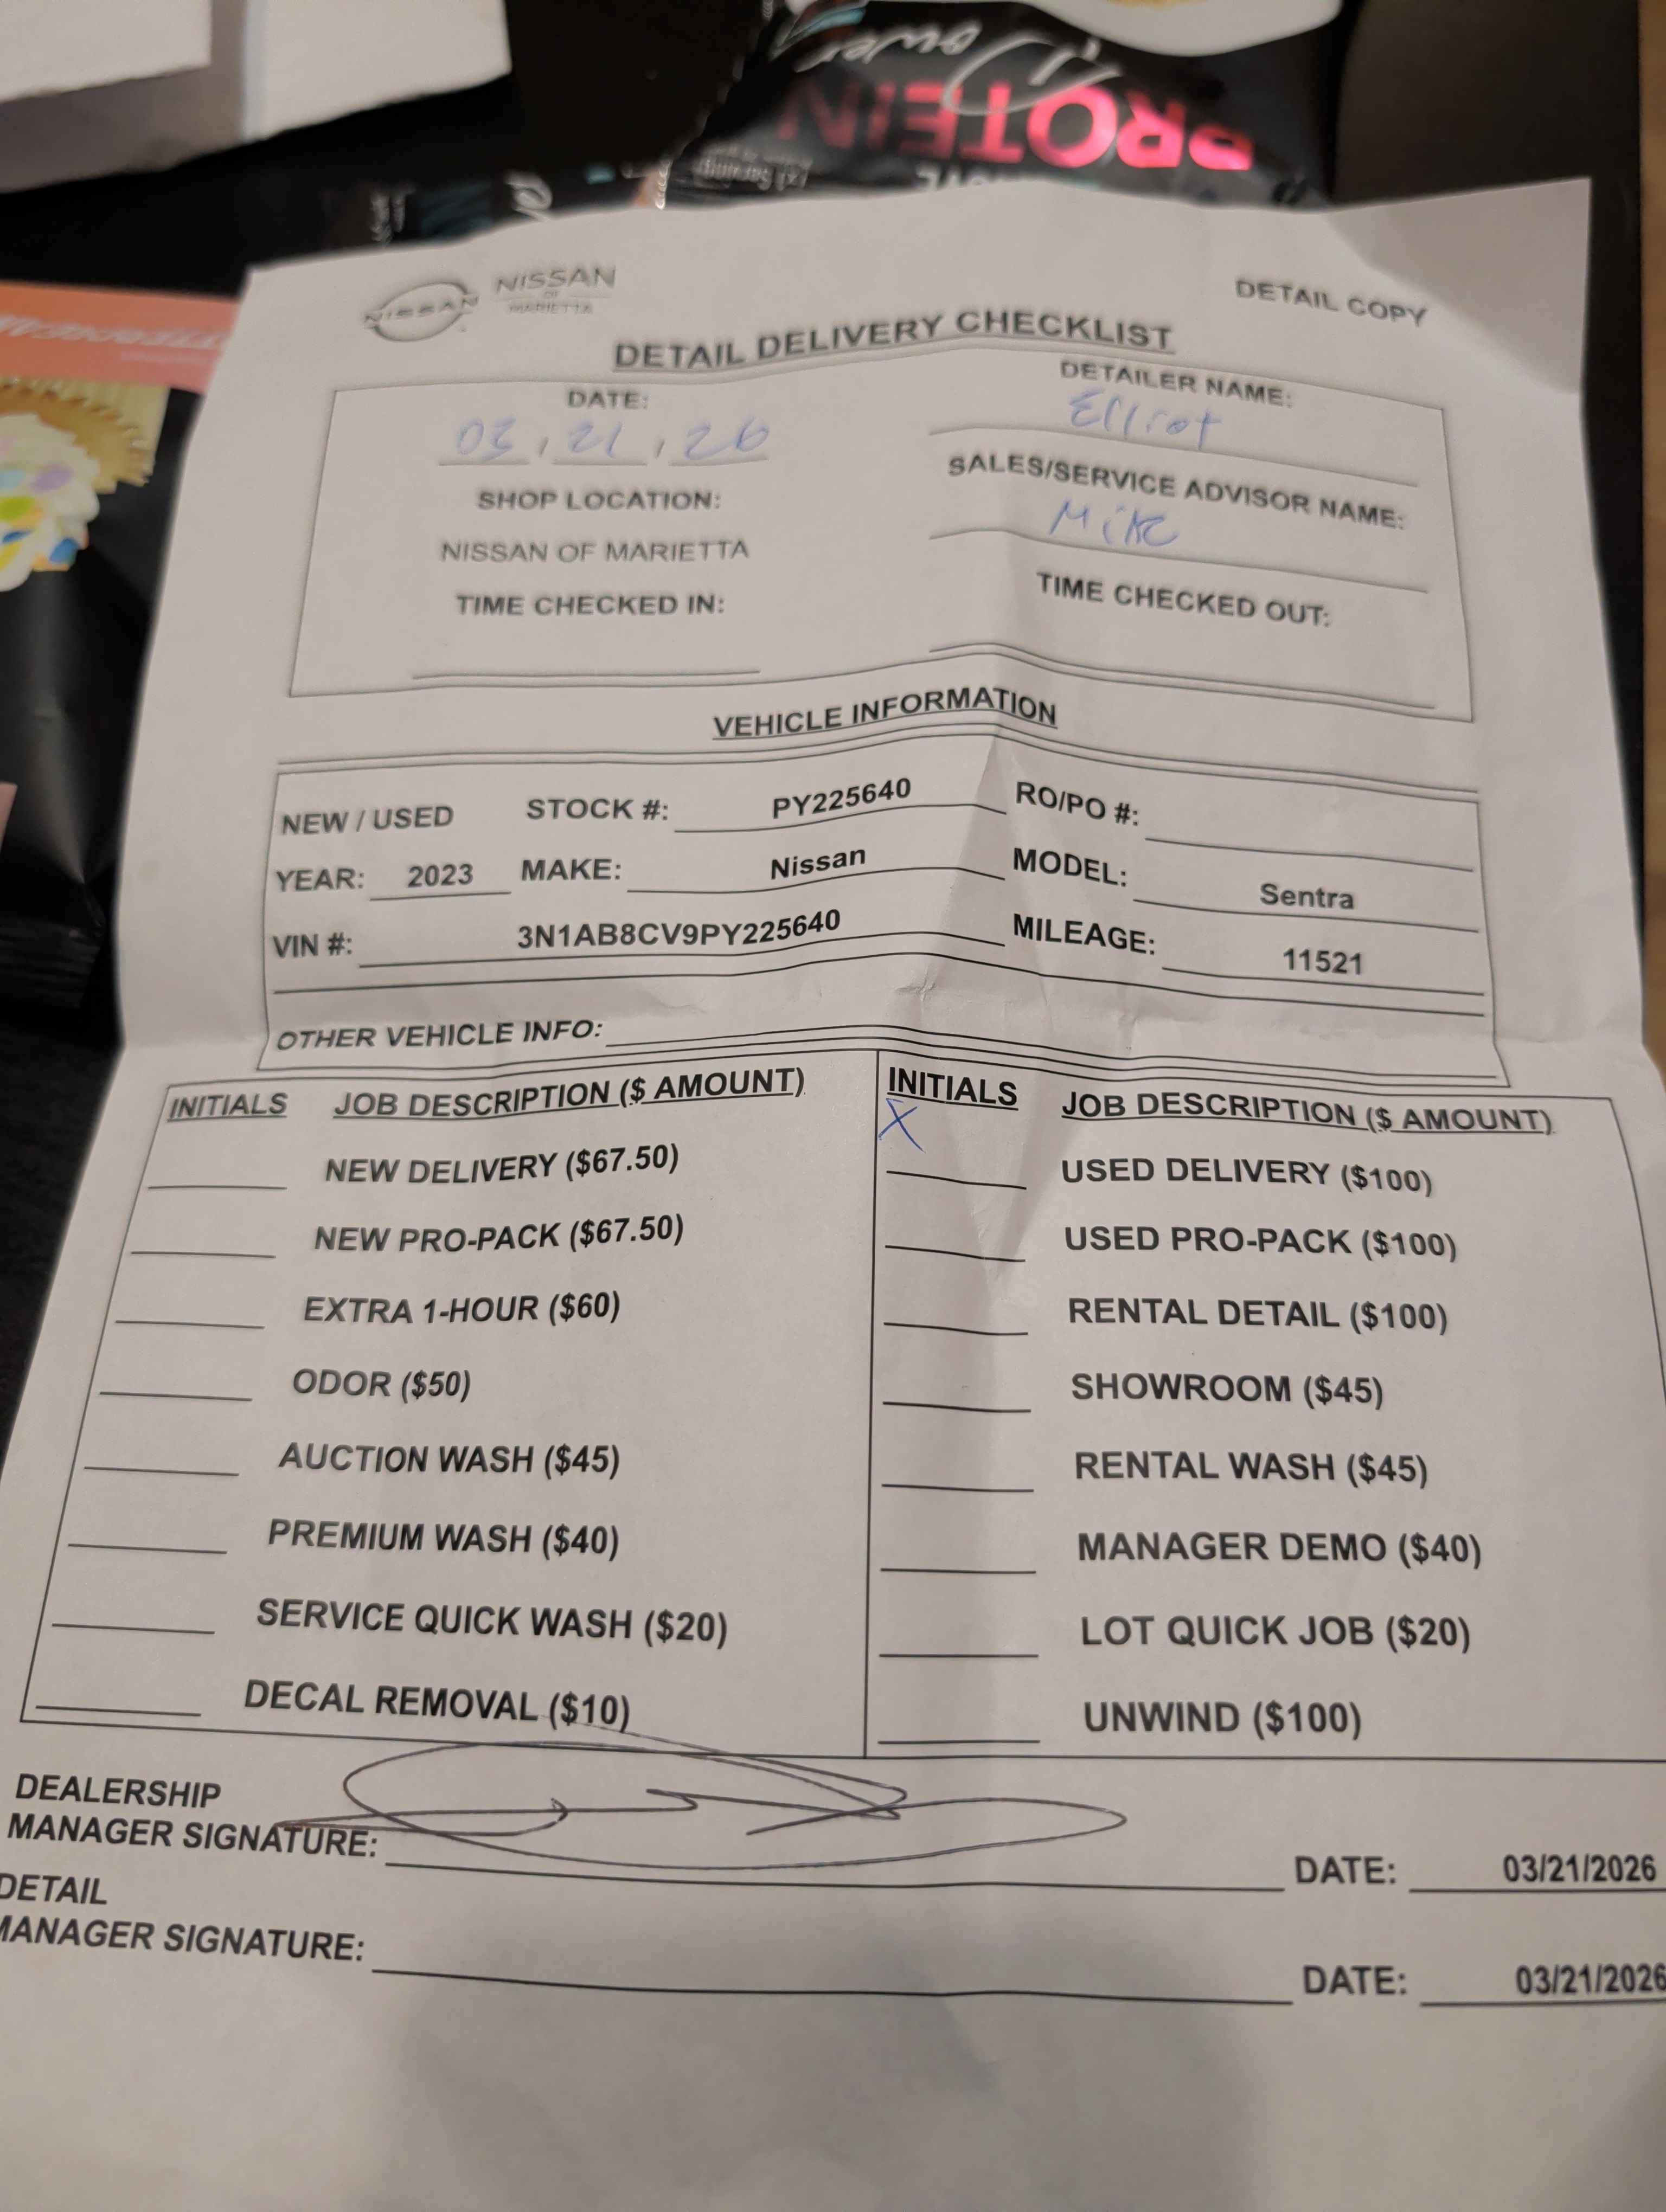 Power
PROTEIN
NISSAN
NISSAN
OF
MARIETTA
DETAIL COPY
DETAIL DELIVERY CHECKLIST
DATE:
03, 21, 26
DETAILER NAME:
Elliot
SHOP LOCATION:
NISSAN OF MARIETTA
SALES/SERVICE ADVISOR NAME:
Mike
TIME CHECKED IN:
TIME CHECKED OUT:
VEHICLE INFORMATION
NEW / USED STOCK #: PY225640 RO/PO #:
YEAR: 2023 MAKE: Nissan MODEL: Sentra
VIN #: 3N1AB8CV9PY225640 MILEAGE: 11521
OTHER VEHICLE INFO:
INITIALS JOB DESCRIPTION ($ AMOUNT)
NEW DELIVERY ($67.50)
NEW PRO-PACK ($67.50)
EXTRA 1-HOUR ($60)
ODOR ($50)
AUCTION WASH ($45)
PREMIUM WASH ($40)
SERVICE QUICK WASH ($20)
DECAL REMOVAL ($10)
INITIALS JOB DESCRIPTION ($ AMOUNT)
X
USED DELIVERY ($100)
USED PRO-PACK ($100)
RENTAL DETAIL ($100)
SHOWROOM ($45)
RENTAL WASH ($45)
MANAGER DEMO ($40)
LOT QUICK JOB ($20)
UNWIND ($100)
DEALERSHIP
MANAGER SIGNATURE: DATE: 03/21/2026
DETAIL
MANAGER SIGNATURE: DATE: 03/21/2026